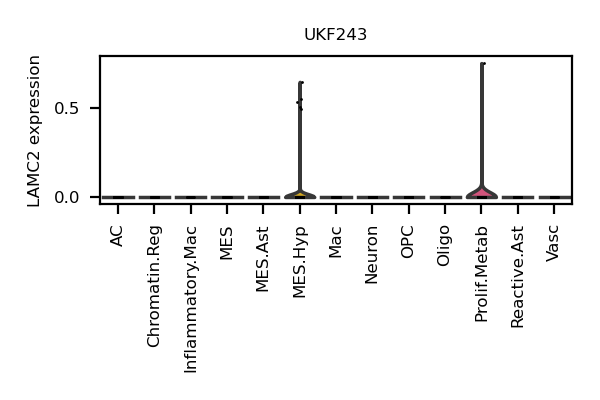 UKF243
LAMC2 expression
0.5
0.0
AC
Chromatin.Reg
Inflammatory.Mac
MES
MES.Ast
MES.Hyp
Mac
Neuron
OPC
Oligo
Prolif.Metab
Reactive.Ast
Vasc